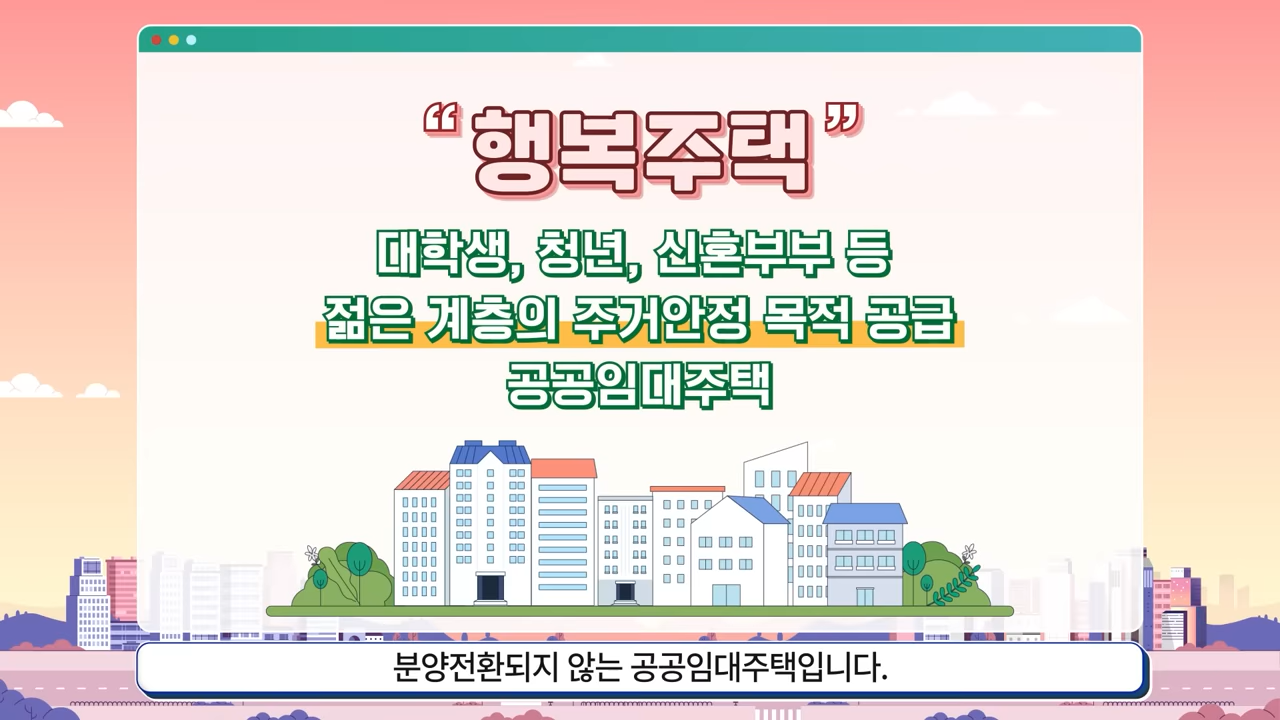 “행복주택”
대학생, 청년, 신혼부부 등
젊은 계층의 주거안정 목적 공급
공공임대주택
분양전환되지 않는 공공임대주택입니다.